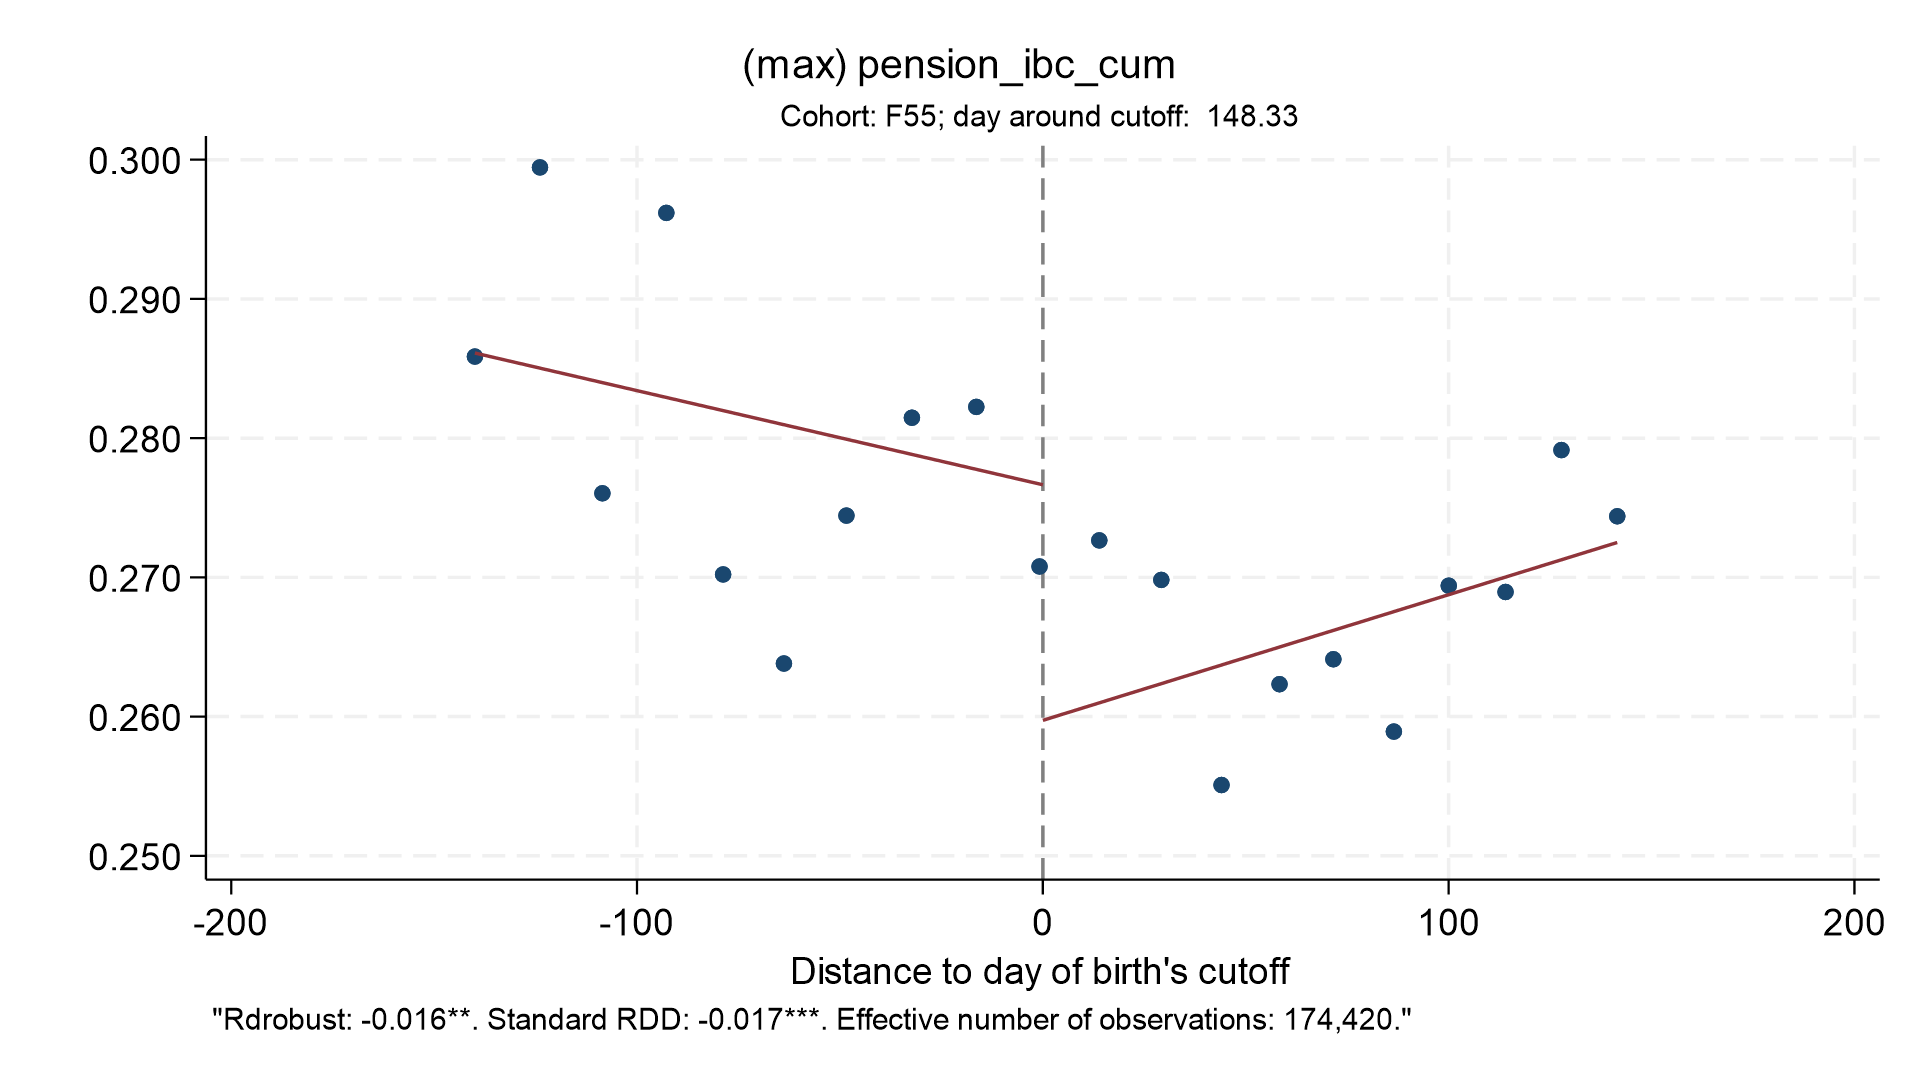 (max) pension_ibc_cum
Cohort: F55; day around cutoff:  148.33
0.300
0.290
0.280
0.270
0.260
0.250
-200 -100 0 100 200
Distance to day of birth's cutoff
"Rdrobust: -0.016**. Standard RDD: -0.017***. Effective number of observations: 174,420."